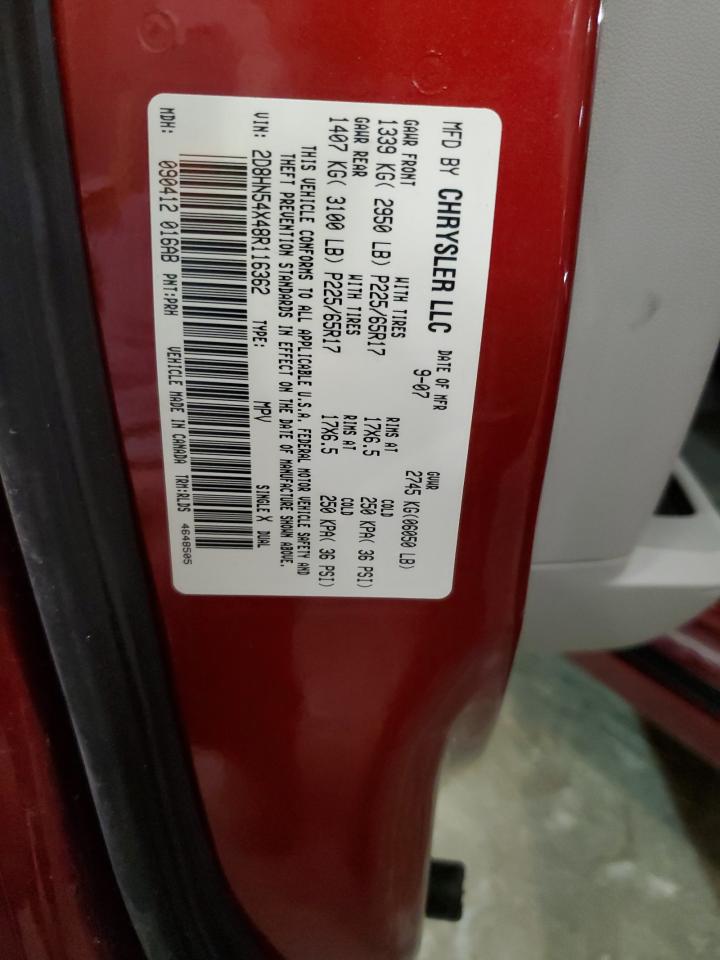 MFD BY CHRYSLER LLC DATE OF MFR GVWR
9-07 2745 KG(06050 LB)
GAWR FRONT WITH TIRES RIMS AT COLD
1339 KG( 2950 LB) P225/65R17 17X6.5 250 KPA( 36 PSI)
GAWR REAR WITH TIRES RIMS AT COLD
1407 KG( 3100 LB) P225/65R17 17X6.5 250 KPA( 36 PSI)
THIS VEHICLE CONFORMS TO ALL APPLICABLE U.S.A. FEDERAL MOTOR VEHICLE SAFETY AND
THEFT PREVENTION STANDARDS IN EFFECT ON THE DATE OF MANUFACTURE SHOWN ABOVE.
VIN: 2D8HN54X48R116362 TYPE: MPV SINGLE X DUAL
MDH: 090412 016AB PNT:PRH VEHICLE MADE IN CANADA TRM:RLDS 4648505